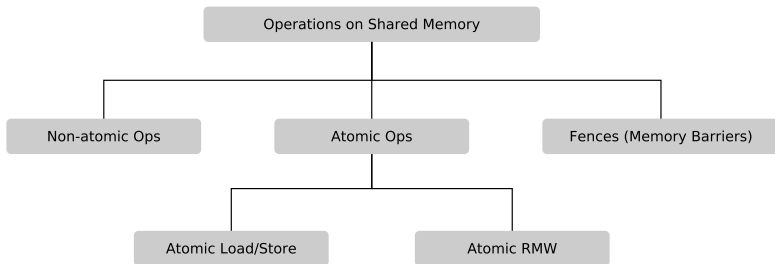 Operations on Shared Memory
Non-atomic Ops
Atomic Ops
Fences (Memory Barriers)
Atomic Load/Store
Atomic RMW